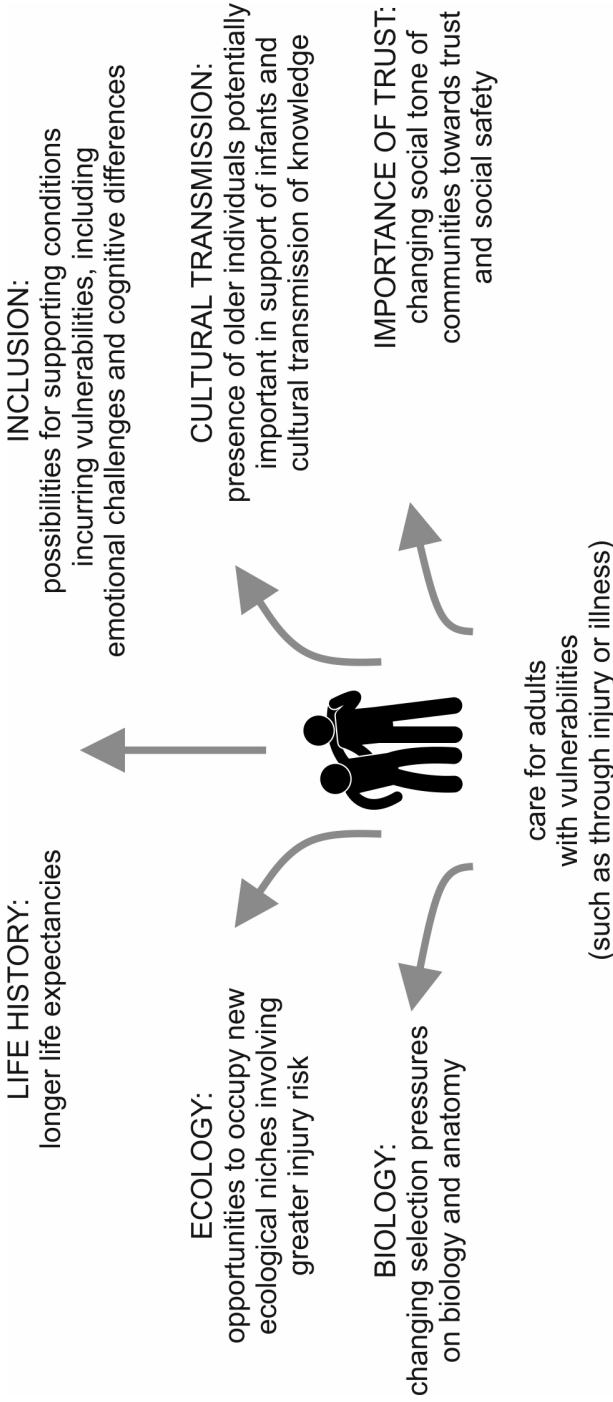 LIFE HISTORY:
longer life expectancies
INCLUSION:
possibilities for supporting conditions
incurring vulnerabilities, including
emotional challenges and cognitive differences
ECOLOGY:
opportunities to occupy new
ecological niches involving
greater injury risk
CULTURAL TRANSMISSION:
presence of older individuals potentially
important in support of infants and
cultural transmission of knowledge
BIOLOGY:
changing selection pressures
on biology and anatomy
IMPORTANCE OF TRUST:
changing social tone of
communities towards trust
and social safety
care for adults
with vulnerabilities
(such as through injury or illness)